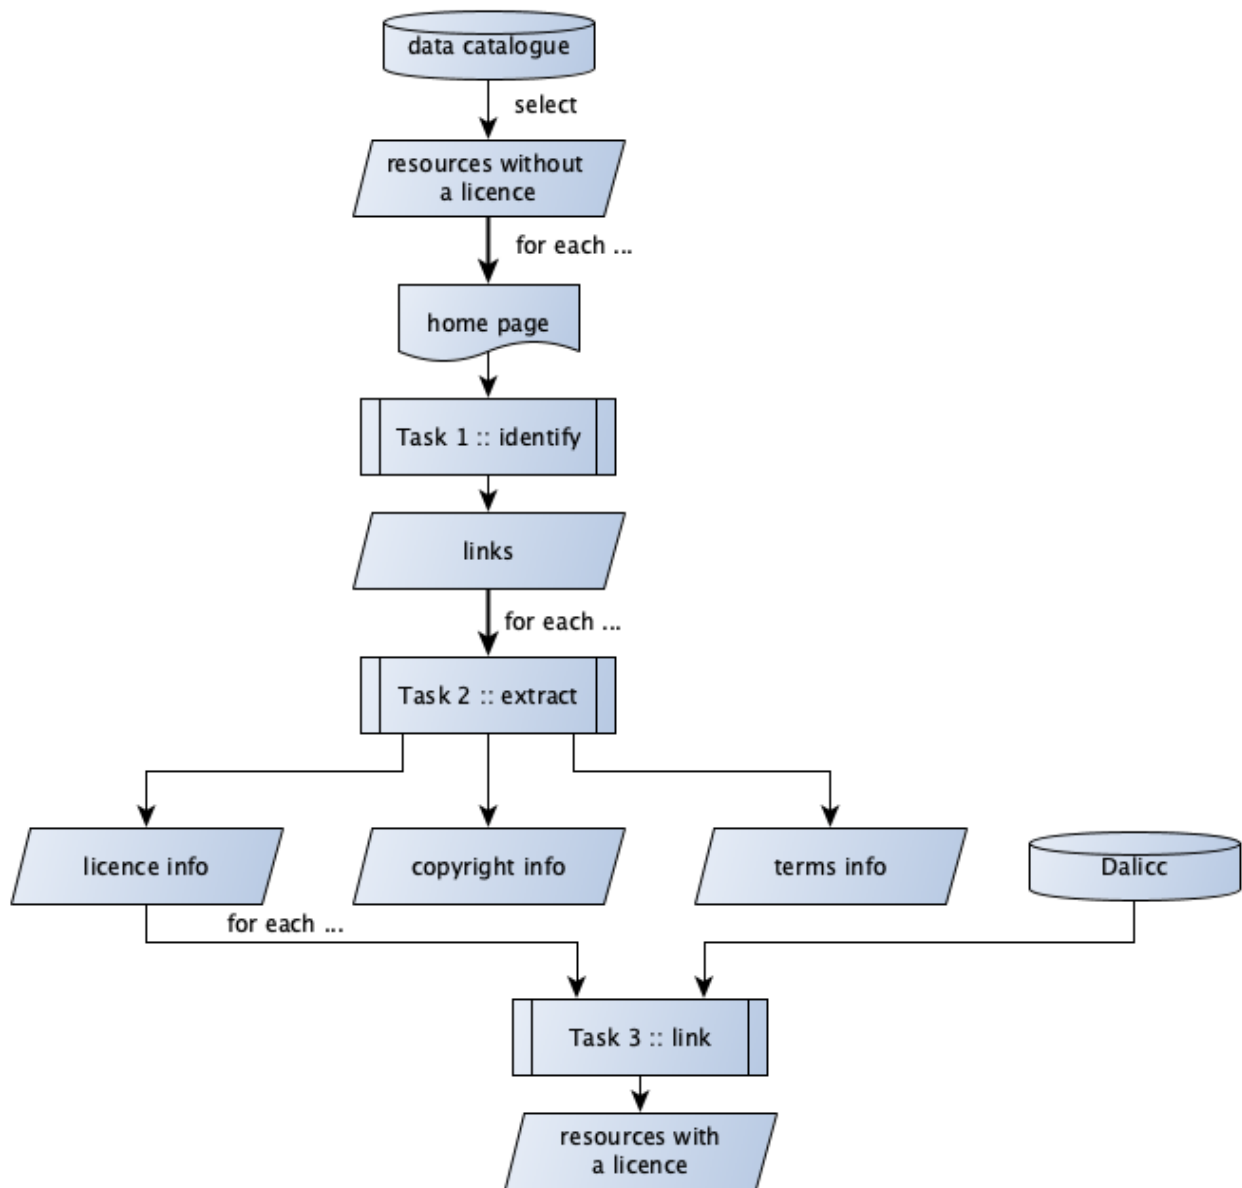 data catalogue
select
resources without
a licence
for each ...
home page
Task 1 :: identify
links
for each ...
Task 2 :: extract
licence info
copyright info
terms info
Dalicc
for each ...
Task 3 :: link
resources with
a licence